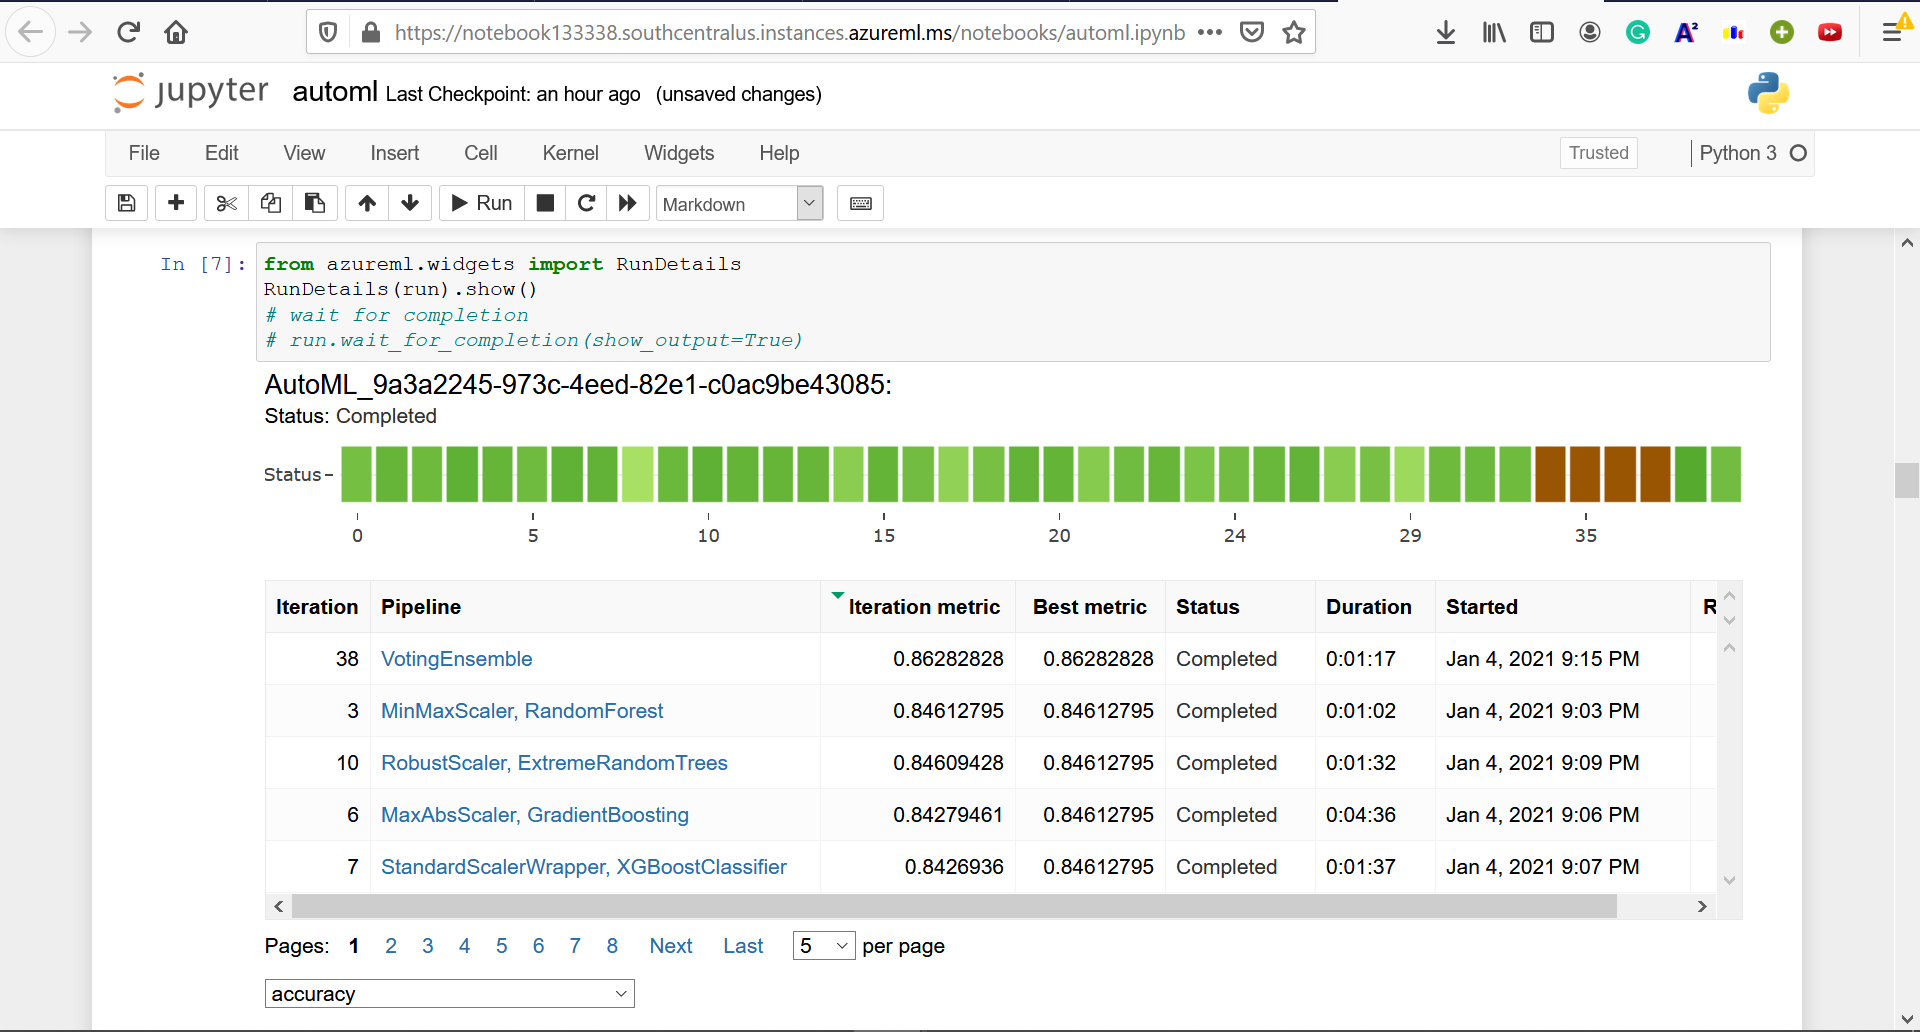 https://notebook133338.southcentralus.instances.azureml.ms/notebooks/automl.ipynb
jupyter automl Last Checkpoint: an hour ago (unsaved changes)
File Edit View Insert Cell Kernel Widgets Help Trusted Python 3
Run Markdown
In [7]: from azureml.widgets import RunDetails
RunDetails(run).show()
# wait for completion
# run.wait_for_completion(show_output=True)
AutoML_9a3a2245-973c-4eed-82e1-c0ac9be43085:
Status: Completed
Status
0 5 10 15 20 24 29 35
Iteration Pipeline Iteration metric Best metric Status Duration Started R
38 VotingEnsemble 0.86282828 0.86282828 Completed 0:01:17 Jan 4, 2021 9:15 PM
3 MinMaxScaler, RandomForest 0.84612795 0.84612795 Completed 0:01:02 Jan 4, 2021 9:03 PM
10 RobustScaler, ExtremeRandomTrees 0.84609428 0.84612795 Completed 0:01:32 Jan 4, 2021 9:09 PM
6 MaxAbsScaler, GradientBoosting 0.84279461 0.84612795 Completed 0:04:36 Jan 4, 2021 9:06 PM
7 StandardScalerWrapper, XGBoostClassifier 0.8426936 0.84612795 Completed 0:01:37 Jan 4, 2021 9:07 PM
Pages: 1 2 3 4 5 6 7 8 Next Last 5 per page
accuracy